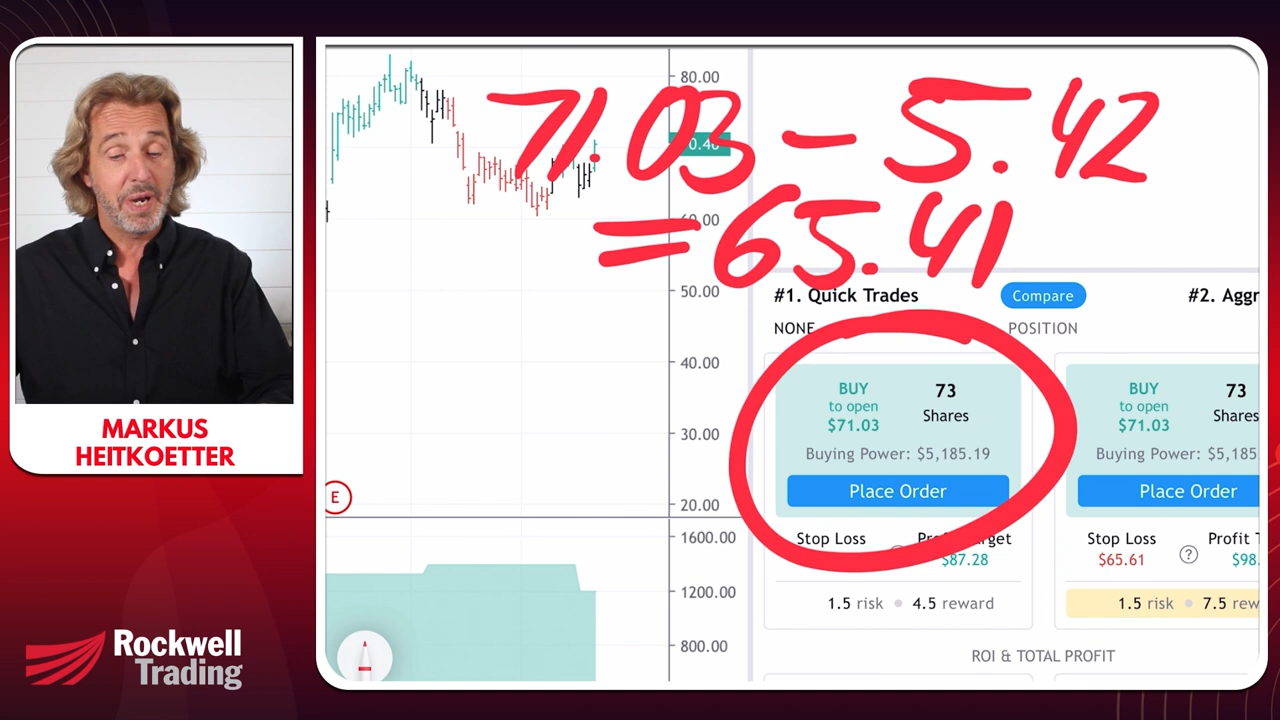 71.03 - 5.42
= 65.41
80.00
60.00
50.00
40.00
30.00
20.00
E
1600.00
1200.00
800.00
#1. Quick Trades
Compare
#2. Aggr
NONE
POSITION
BUY
to open
$71.03
73
Shares
Buying Power: $5,185.19
Place Order
Stop Loss
$87.28
1.5 risk 4.5 reward
BUY
to open
$71.03
73
Shares
Buying Power: $5,185
Place Order
Stop Loss
$65.61
?
Profit T
$98.
1.5 risk 7.5 rew
ROI & TOTAL PROFIT
MARKUS
HEITKOETTER
Rockwell
Trading